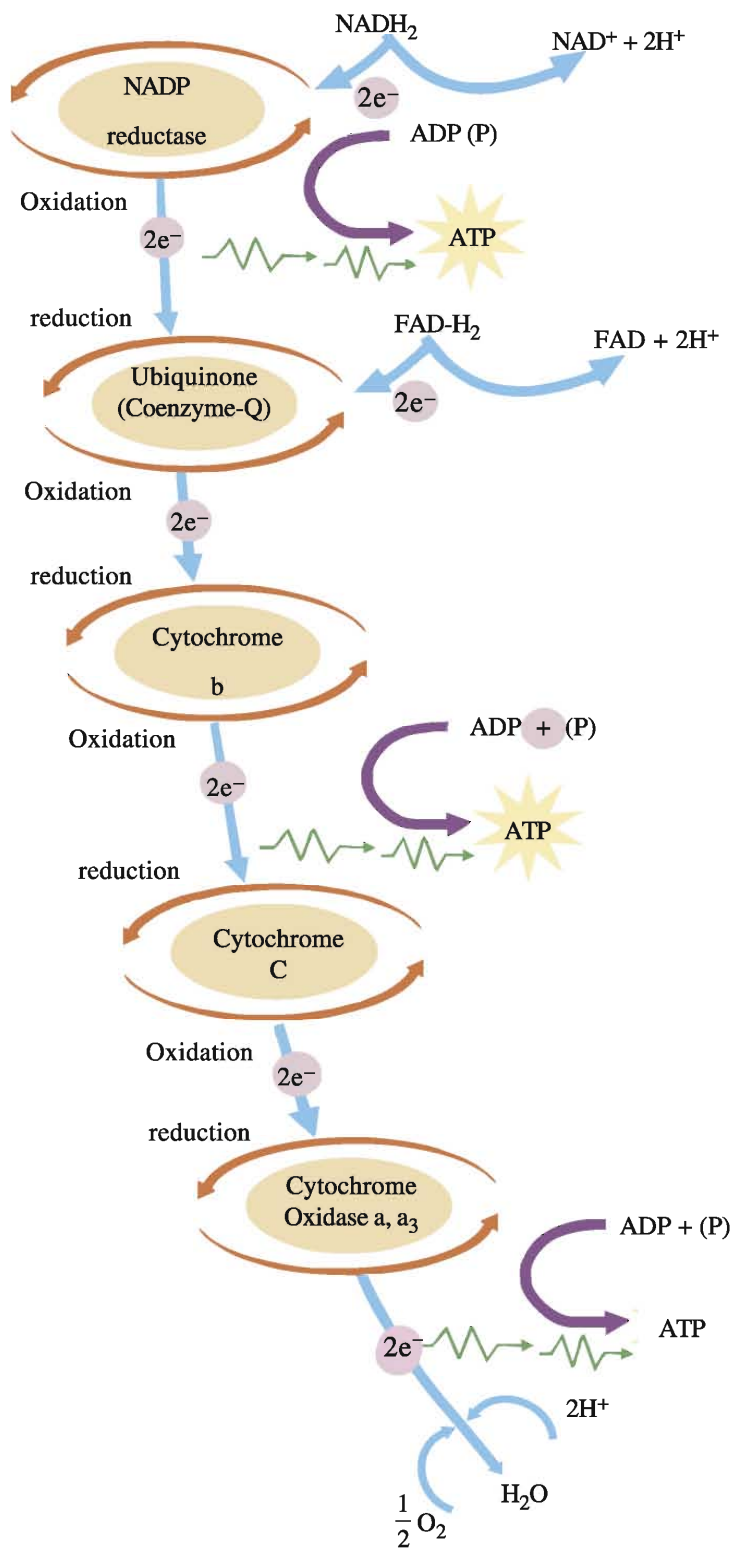 NADH₂
NAD⁺ + 2H⁺
NADP
reductase
2e⁻
ADP (P)
Oxidation
2e⁻
ATP
reduction
FAD-H₂
FAD + 2H⁺
Ubiquinone
(Coenzyme-Q)
2e⁻
Oxidation
2e⁻
reduction
Cytochrome
b
ADP + (P)
Oxidation
2e⁻
ATP
reduction
Cytochrome
C
Oxidation
2e⁻
reduction
Cytochrome
Oxidase a, a₃
ADP + (P)
ATP
2e⁻
2H⁺
H₂O
1/2 O₂